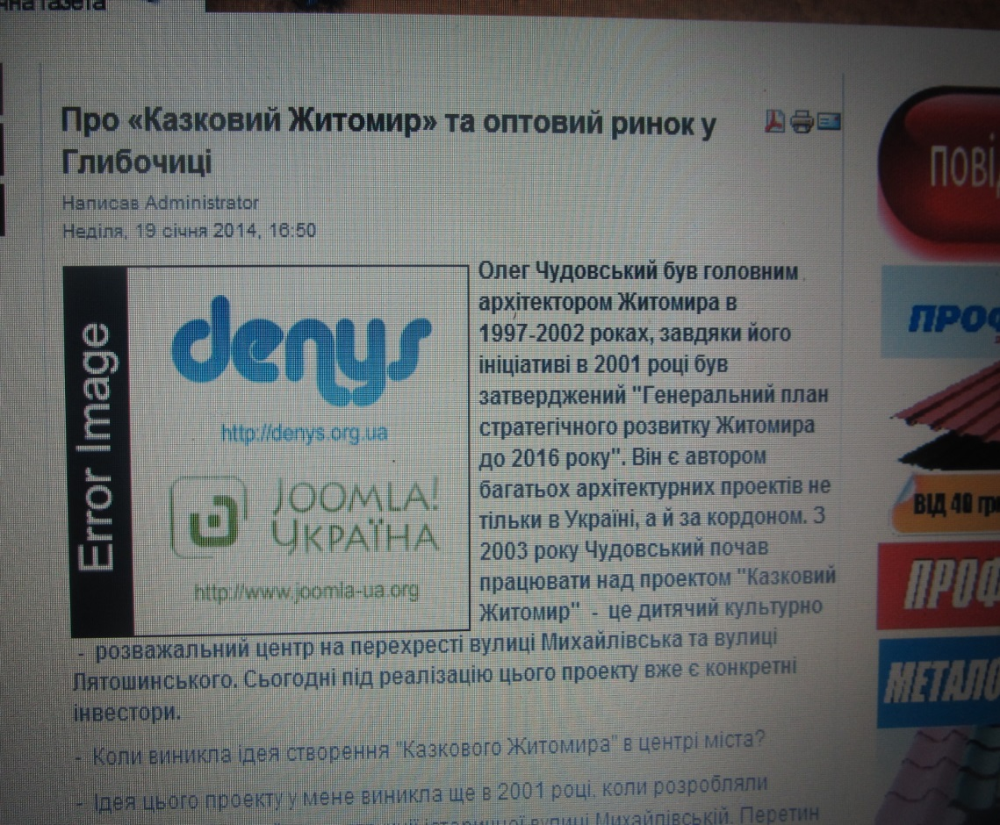 Про «Казковий Житомир» та оптовий ринок у
Глибочиці
Написав Administrator
Неділя, 19 січня 2014, 16:50
Error Image
denys
http://denys.org.ua
JOOMLA!
УКРАЇНА
http://www.joomla-ua.org
Олег Чудовський був головним
архітектором Житомира в
1997-2002 роках, завдяки його
ініціативі в 2001 році був
затверджений "Генеральний план
стратегічного розвитку Житомира
до 2016 року". Він є автором
багатьох архітектурних проектів не
тільки в Україні, а й за кордоном. З
2003 року Чудовський почав
працювати над проектом "Казковий
Житомир" - це дитячий культурно
- розважальний центр на перехресті вулиці Михайлівська та вулиці
Лятошинського. Сьогодні під реалізацію цього проекту вже є конкретні
інвестори.
- Коли виникла ідея створення "Казкового Житомира" в центрі міста?
- Ідея цього проекту у мене виникла ще в 2001 році, коли розробляли
історичної вулиці Михайлівській. Перетин
ПОВІ
ПРОФ
ВІД 40 гр
ПРОФ
МЕТАЛО